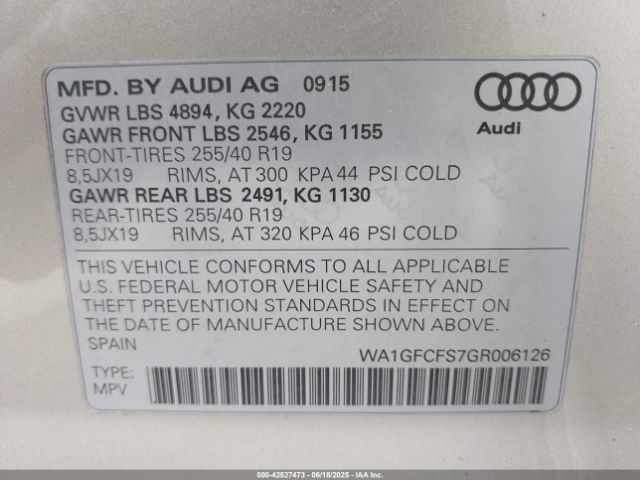 MFD. BY AUDI AG 0915
GVWR LBS 4894, KG 2220
GAWR FRONT LBS 2546, KG 1155
FRONT-TIRES 255/40 R19
8,5JX19 RIMS, AT 300 KPA 44 PSI COLD
GAWR REAR LBS 2491, KG 1130
REAR-TIRES 255/40 R19
8,5JX19 RIMS, AT 320 KPA 46 PSI COLD
Audi
THIS VEHICLE CONFORMS TO ALL APPLICABLE
U.S. FEDERAL MOTOR VEHICLE SAFETY AND
THEFT PREVENTION STANDARDS IN EFFECT ON
THE DATE OF MANUFACTURE SHOWN ABOVE.
SPAIN WA1GFCFS7GR006126
TYPE:
MPV
000-42527473 - 06/18/2025 - IAAI.COM